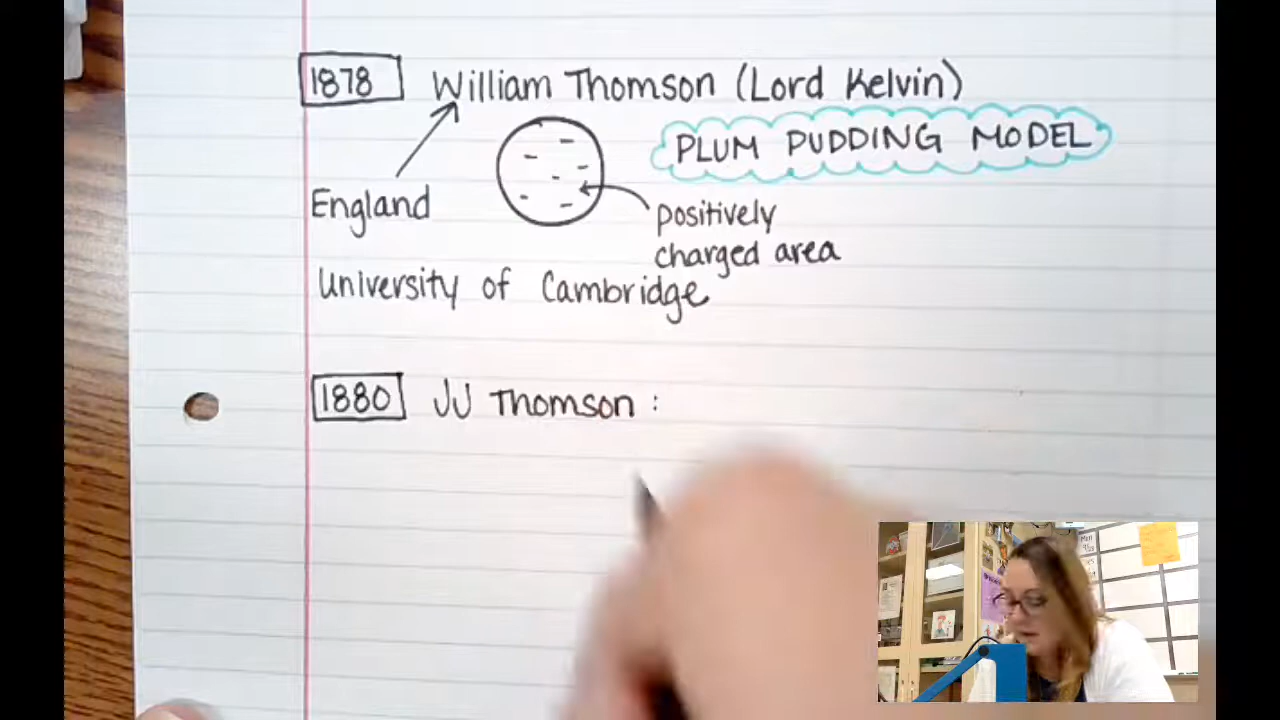 1878 William Thomson (Lord Kelvin)
PLUM PUDDING MODEL
England
positively
charged area
University of Cambridge
1880 JJ Thomson :